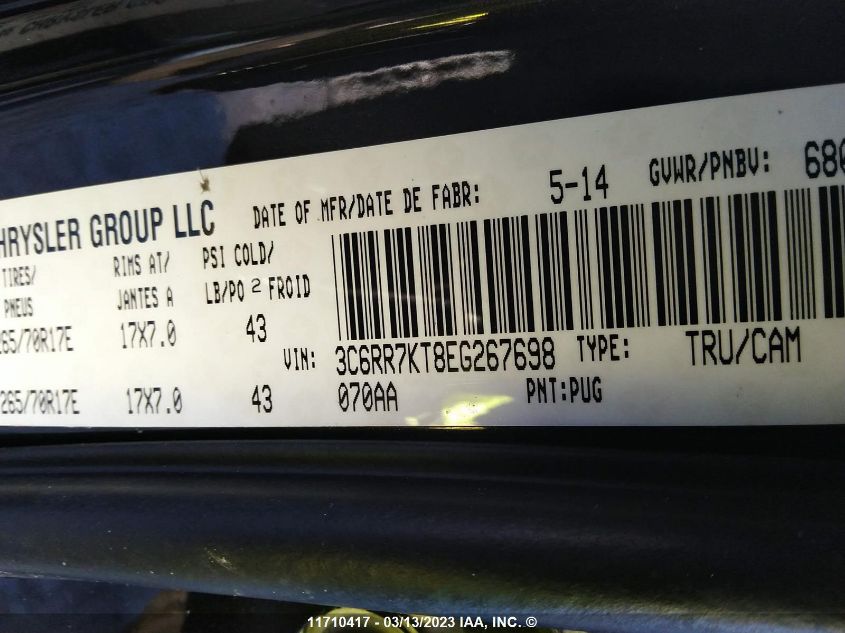 HRYSLER GROUP LLC DATE OF MFR/DATE DE FABR: 5-14 GVWR/PNBV: 680
TIRES/ RIMS AT/ PSI COLD/
PNEUS JANTES A LB/PO 2 FROID
265/70R17E 17X7.0 43
VIN: 3C6RR7KT8EG267698 TYPE: TRU/CAM
265/70R17E 17X7.0 43 070AA PNT:PUG
11710417 - 03/13/2023 IAA, INC. ©